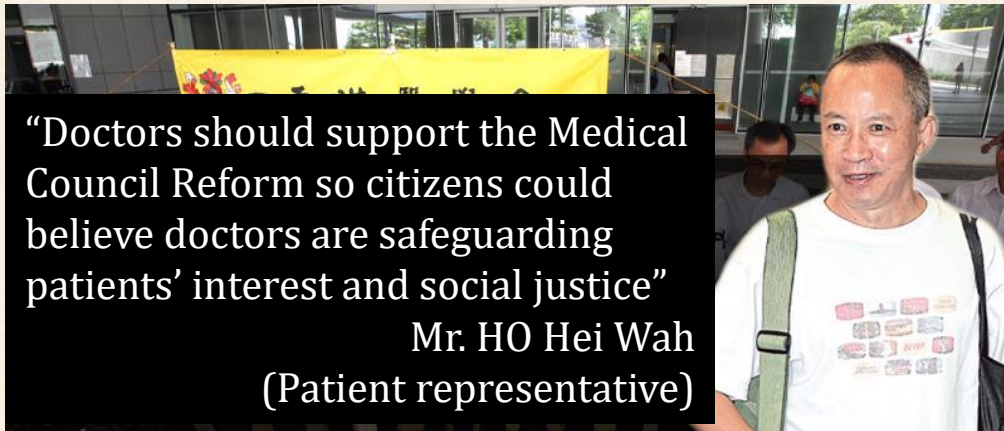 “Doctors should support the Medical
Council Reform so citizens could
believe doctors are safeguarding
patients’ interest and social justice”
Mr. HO Hei Wah
(Patient representative)